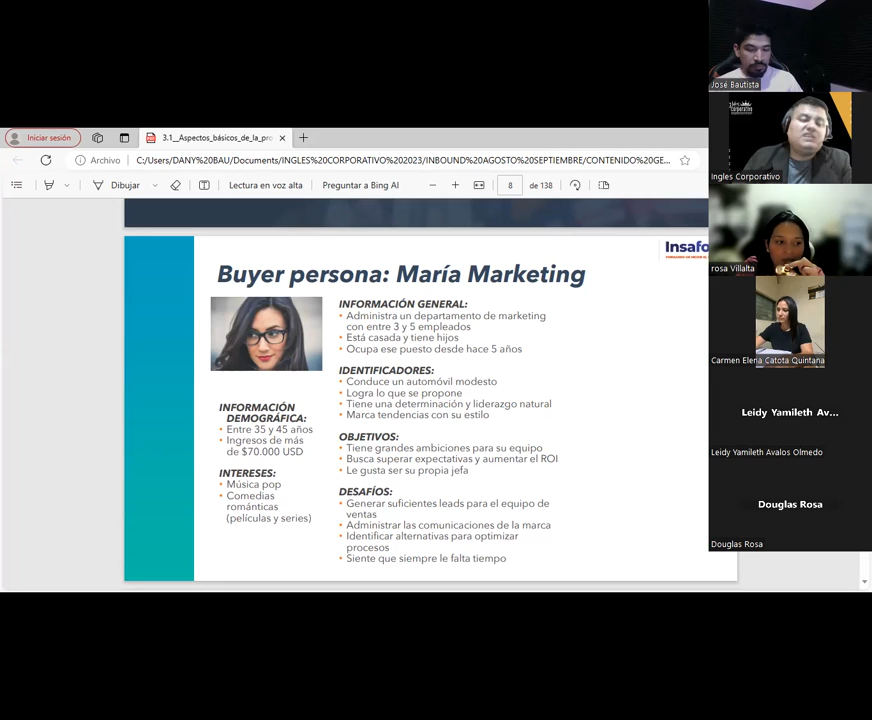 José Bautista
Ingles Corporativo
rosa Villalta
Carmen Elena Catota Quintana
Leidy Yamileth Av...
Leidy Yamileth Avalos Olmedo
Douglas Rosa
Douglas Rosa
Iniciar sesión
3.1__Aspectos_básicos_de_la_pro
Archivo
C:/Users/DANY%20BAU/Documents/INGLES%20CORPORATIVO%202023/INBOUND%20AGOSTO%20SEPTIEMBRE/CONTENIDO%20GE...
Dibujar
Lectura en voz alta
Preguntar a Bing AI
8
de 138
Insafo
Buyer persona: María Marketing
INFORMACIÓN
DEMOGRÁFICA:
• Entre 35 y 45 años
• Ingresos de más
de $70.000 USD
INTERESES:
• Música pop
• Comedias
románticas
(películas y series)
INFORMACIÓN GENERAL:
• Administra un departamento de marketing
con entre 3 y 5 empleados
• Está casada y tiene hijos
• Ocupa ese puesto desde hace 5 años
IDENTIFICADORES:
• Conduce un automóvil modesto
• Logra lo que se propone
• Tiene una determinación y liderazgo natural
• Marca tendencias con su estilo
OBJETIVOS:
• Tiene grandes ambiciones para su equipo
• Busca superar expectativas y aumentar el ROI
• Le gusta ser su propia jefa
DESAFÍOS:
• Generar suficientes leads para el equipo de
ventas
• Administrar las comunicaciones de la marca
• Identificar alternativas para optimizar
procesos
• Siente que siempre le falta tiempo